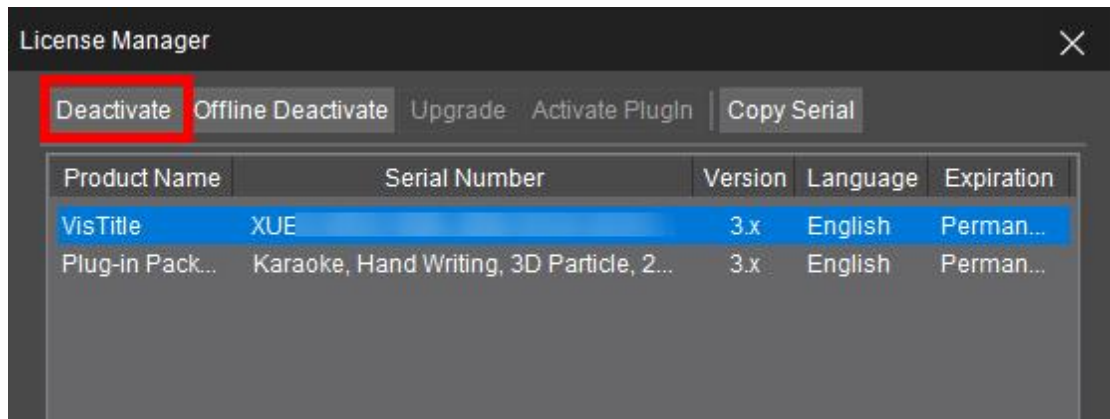 License Manager
Deactivate Offline Deactivate Upgrade Activate PlugIn Copy Serial
Product Name Serial Number Version Language Expiration
VisTitle XUE 3.x English Perman...
Plug-in Pack... Karaoke, Hand Writing, 3D Particle, 2... 3.x English Perman...